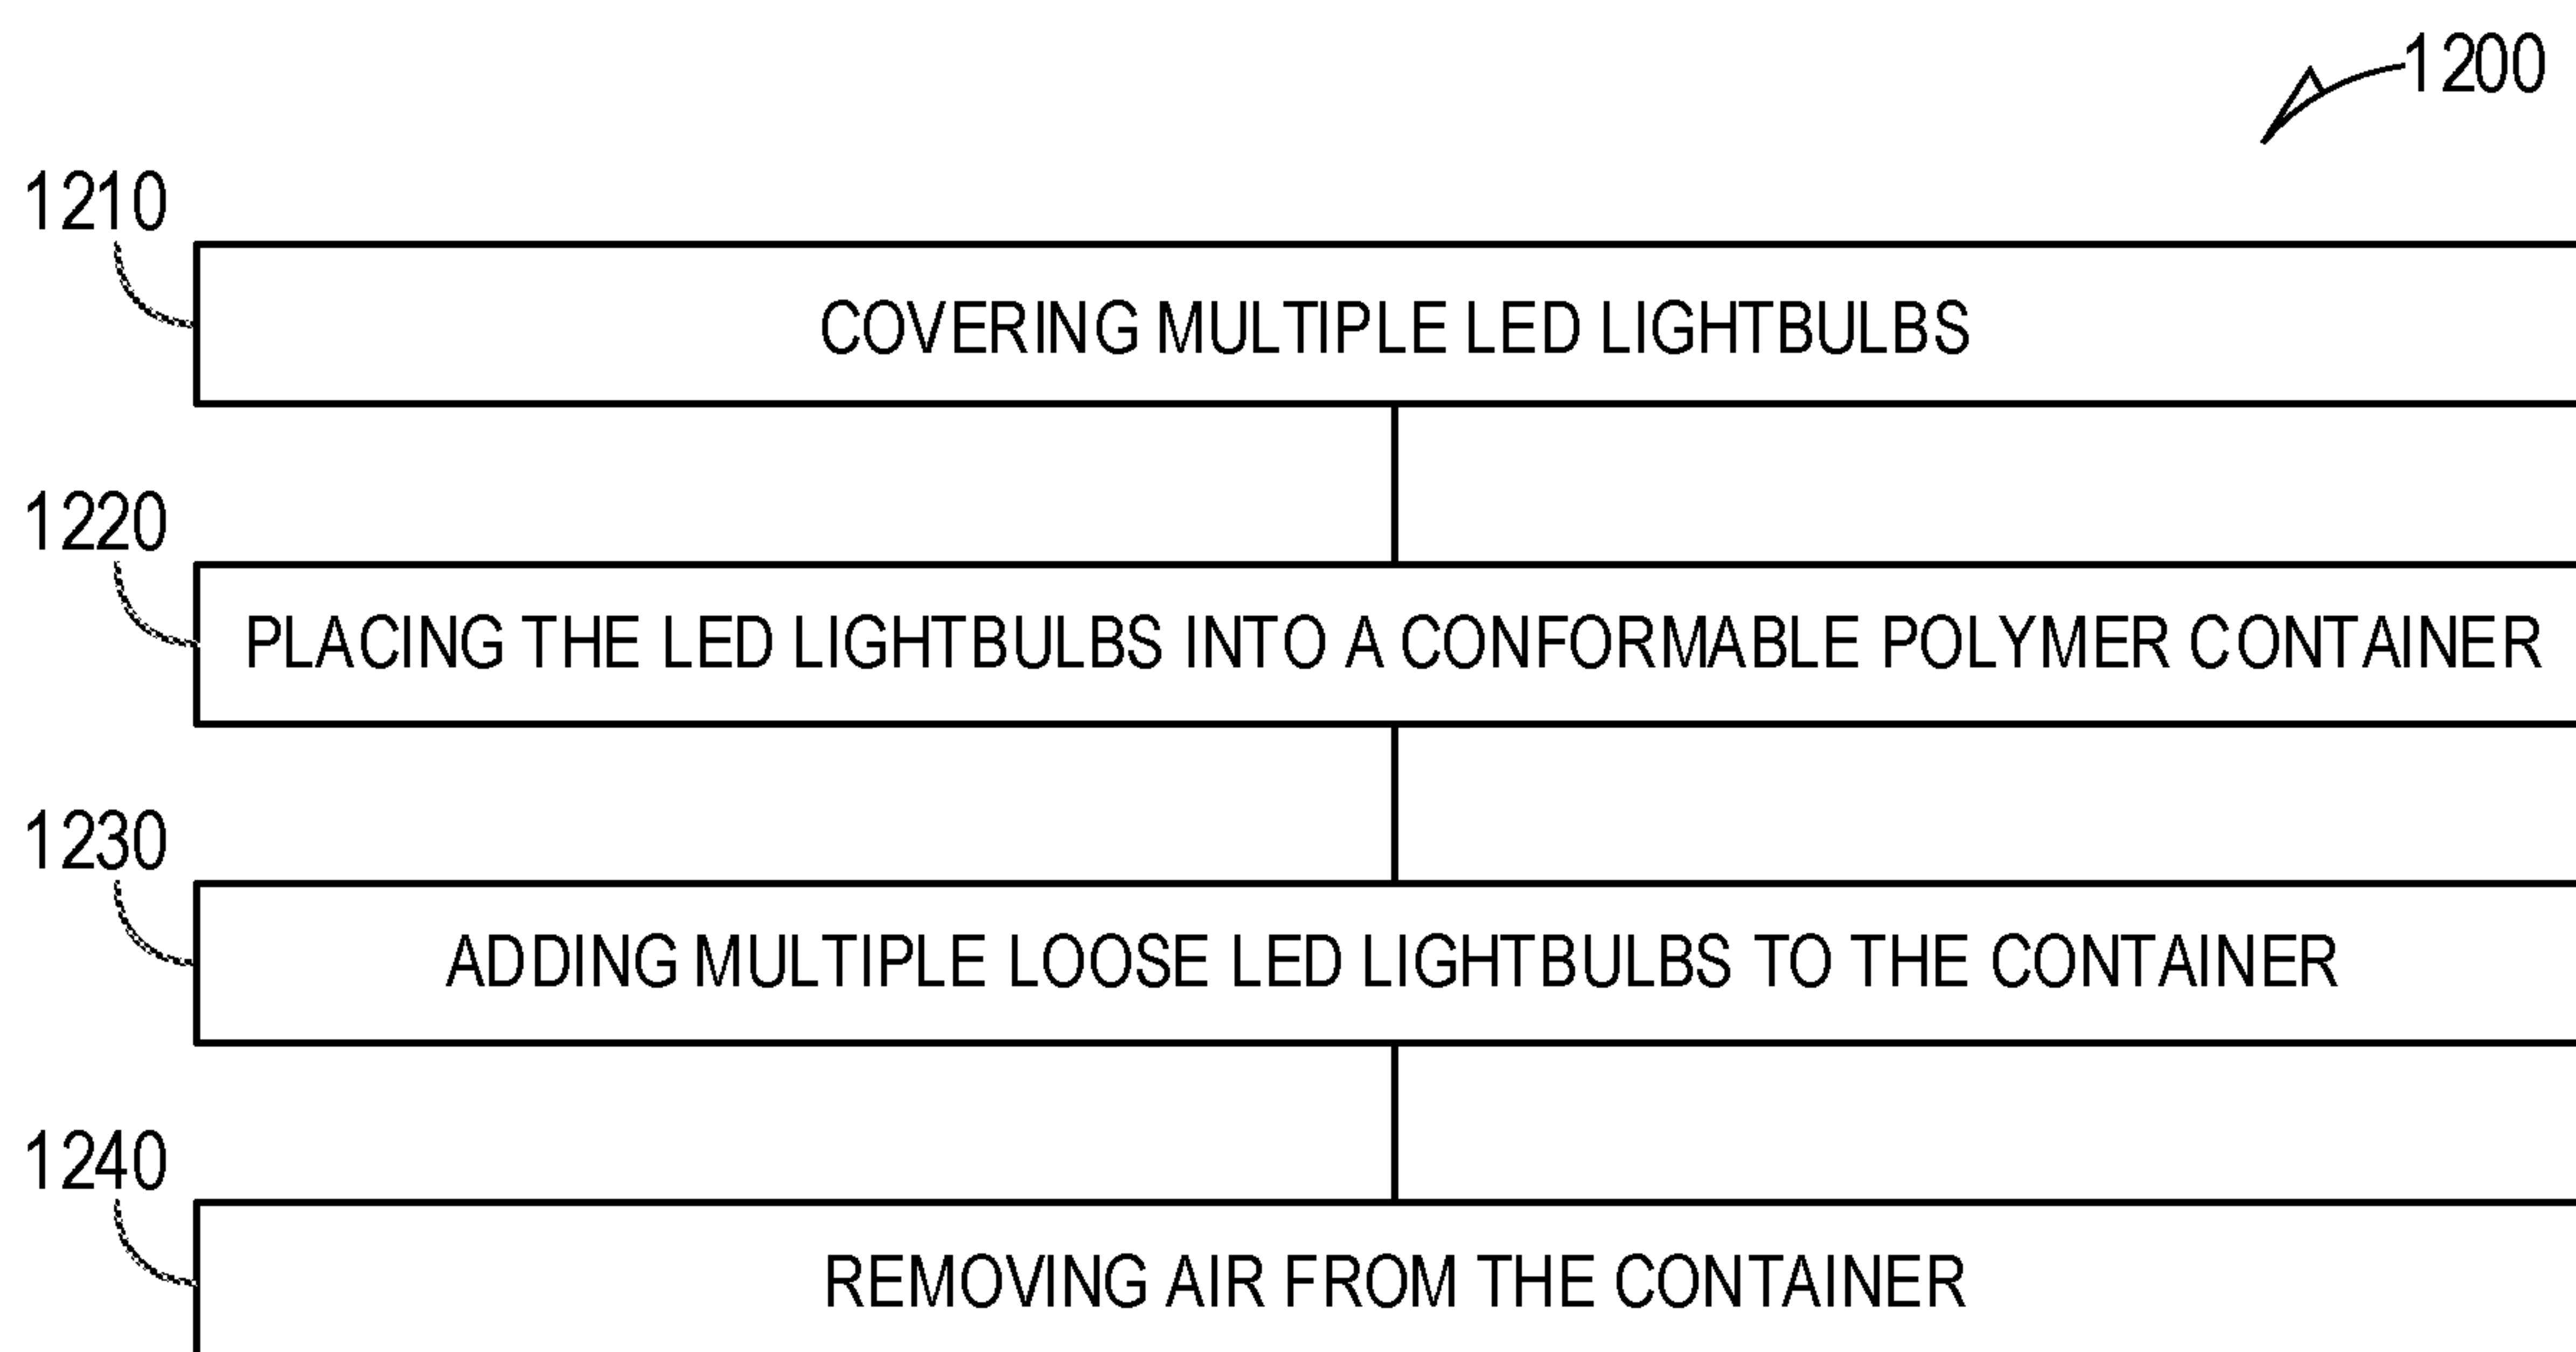 1200
1210
COVERING MULTIPLE LED LIGHTBULBS
1220
PLACING THE LED LIGHTBULBS INTO A CONFORMABLE POLYMER CONTAINER
1230
ADDING MULTIPLE LOOSE LED LIGHTBULBS TO THE CONTAINER
1240
REMOVING AIR FROM THE CONTAINER